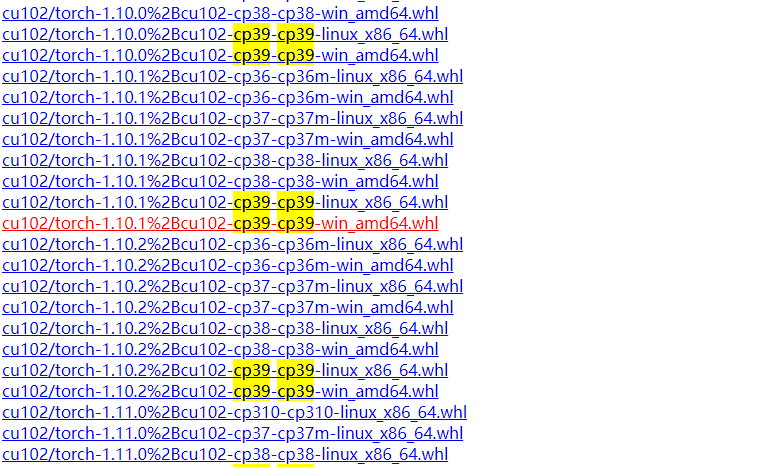 cu102/torch-1.10.0%2Bcu102-cp38-cp38-win_amd64.whl
cu102/torch-1.10.0%2Bcu102-cp39-cp39-linux_x86_64.whl
cu102/torch-1.10.0%2Bcu102-cp39-cp39-win_amd64.whl
cu102/torch-1.10.1%2Bcu102-cp36-cp36m-linux_x86_64.whl
cu102/torch-1.10.1%2Bcu102-cp36-cp36m-win_amd64.whl
cu102/torch-1.10.1%2Bcu102-cp37-cp37m-linux_x86_64.whl
cu102/torch-1.10.1%2Bcu102-cp37-cp37m-win_amd64.whl
cu102/torch-1.10.1%2Bcu102-cp38-cp38-linux_x86_64.whl
cu102/torch-1.10.1%2Bcu102-cp38-cp38-win_amd64.whl
cu102/torch-1.10.1%2Bcu102-cp39-cp39-linux_x86_64.whl
cu102/torch-1.10.1%2Bcu102-cp39-cp39-win_amd64.whl
cu102/torch-1.10.2%2Bcu102-cp36-cp36m-linux_x86_64.whl
cu102/torch-1.10.2%2Bcu102-cp36-cp36m-win_amd64.whl
cu102/torch-1.10.2%2Bcu102-cp37-cp37m-linux_x86_64.whl
cu102/torch-1.10.2%2Bcu102-cp37-cp37m-win_amd64.whl
cu102/torch-1.10.2%2Bcu102-cp38-cp38-linux_x86_64.whl
cu102/torch-1.10.2%2Bcu102-cp38-cp38-win_amd64.whl
cu102/torch-1.10.2%2Bcu102-cp39-cp39-linux_x86_64.whl
cu102/torch-1.10.2%2Bcu102-cp39-cp39-win_amd64.whl
cu102/torch-1.11.0%2Bcu102-cp310-cp310-linux_x86_64.whl
cu102/torch-1.11.0%2Bcu102-cp37-cp37m-linux_x86_64.whl
cu102/torch-1.11.0%2Bcu102-cp38-cp38-linux_x86_64.whl